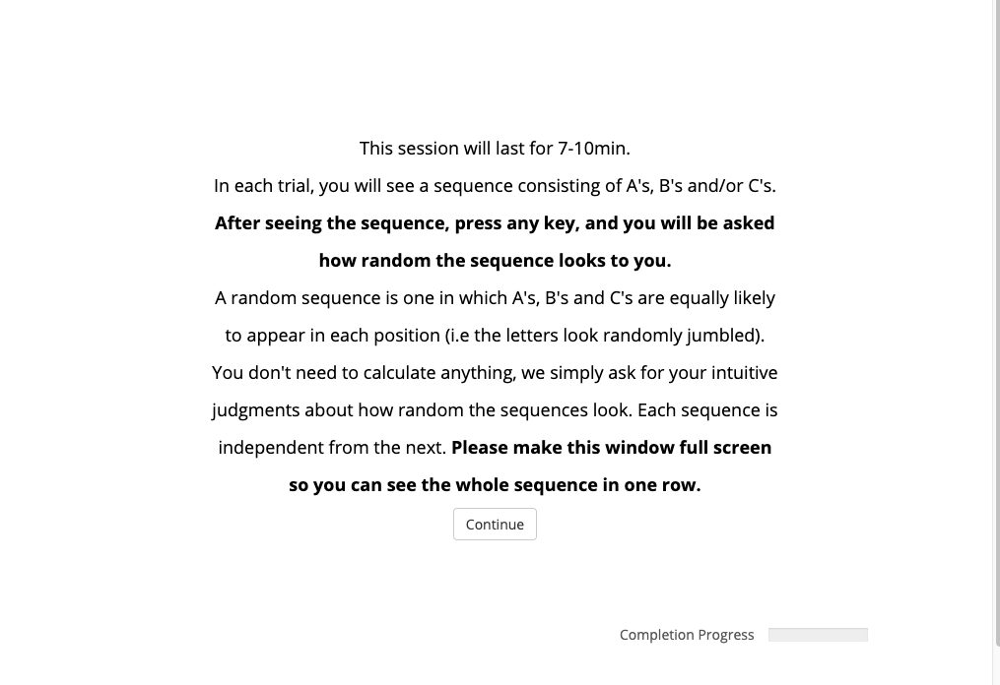 This session will last for 7-10min.
In each trial, you will see a sequence consisting of A's, B's and/or C's.
After seeing the sequence, press any key, and you will be asked
how random the sequence looks to you.
A random sequence is one in which A's, B's and C's are equally likely
to appear in each position (i.e the letters look randomly jumbled).
You don't need to calculate anything, we simply ask for your intuitive
judgments about how random the sequences look. Each sequence is
independent from the next. Please make this window full screen
so you can see the whole sequence in one row.
Continue
Completion Progress